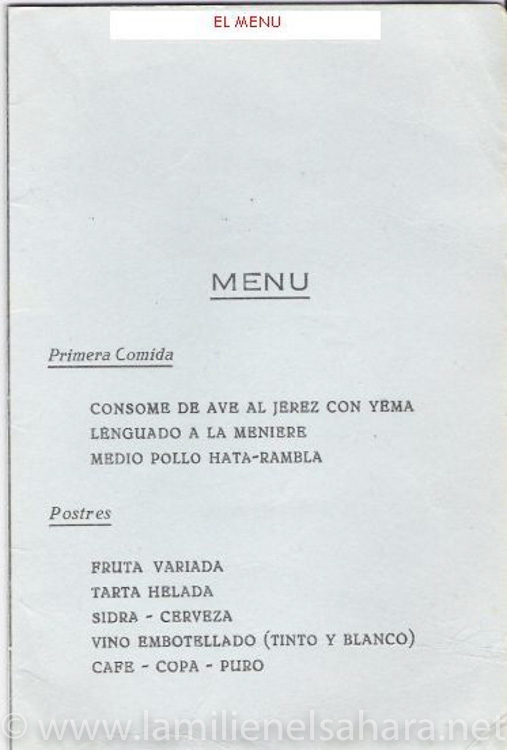 EL MENU
MENU
Primera Comida
CONSOME DE AVE AL JEREZ CON YEMA
LENGUADO A LA MENIERE
MEDIO POLLO HATA-RAMBLA
Postres
FRUTA VARIADA
TARTA HELADA
SIDRA - CERVEZA
VINO EMBOTELLADO (TINTO Y BLANCO)
CAFE - COPA - PURO
© www.lamilienelsahara.net